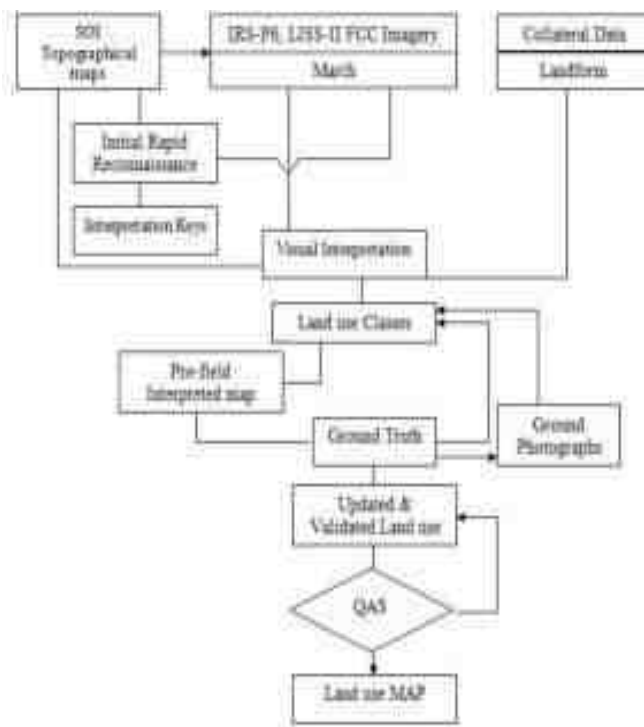 SOI
Topographical
maps
IRS-P6, LISS-II FCC Imagery
March
Collateral Data
Landform
Initial Rapid
Reconnaissance
Interpretation Keys
Visual Interpretation
Land use Classes
Pre-field
Interpreted map
Ground Truth
Ground
Photographs
Updated &
Validated Land use
QAS
Land use MAP